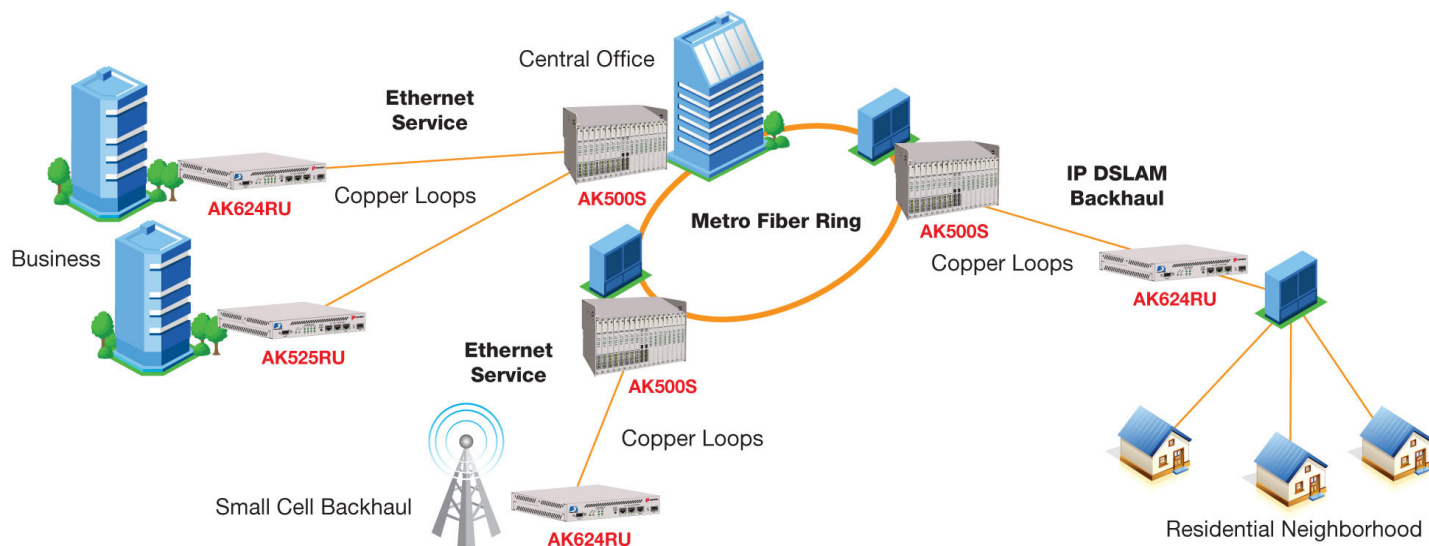 Central Office
Ethernet
Service
AK500S
Copper Loops
AK624RU
Business
AK525RU
Metro Fiber Ring
AK500S
IP DSLAM
Backhaul
Copper Loops
AK624RU
Ethernet
Service
AK500S
Copper Loops
Small Cell Backhaul
AK624RU
Residential Neighborhood